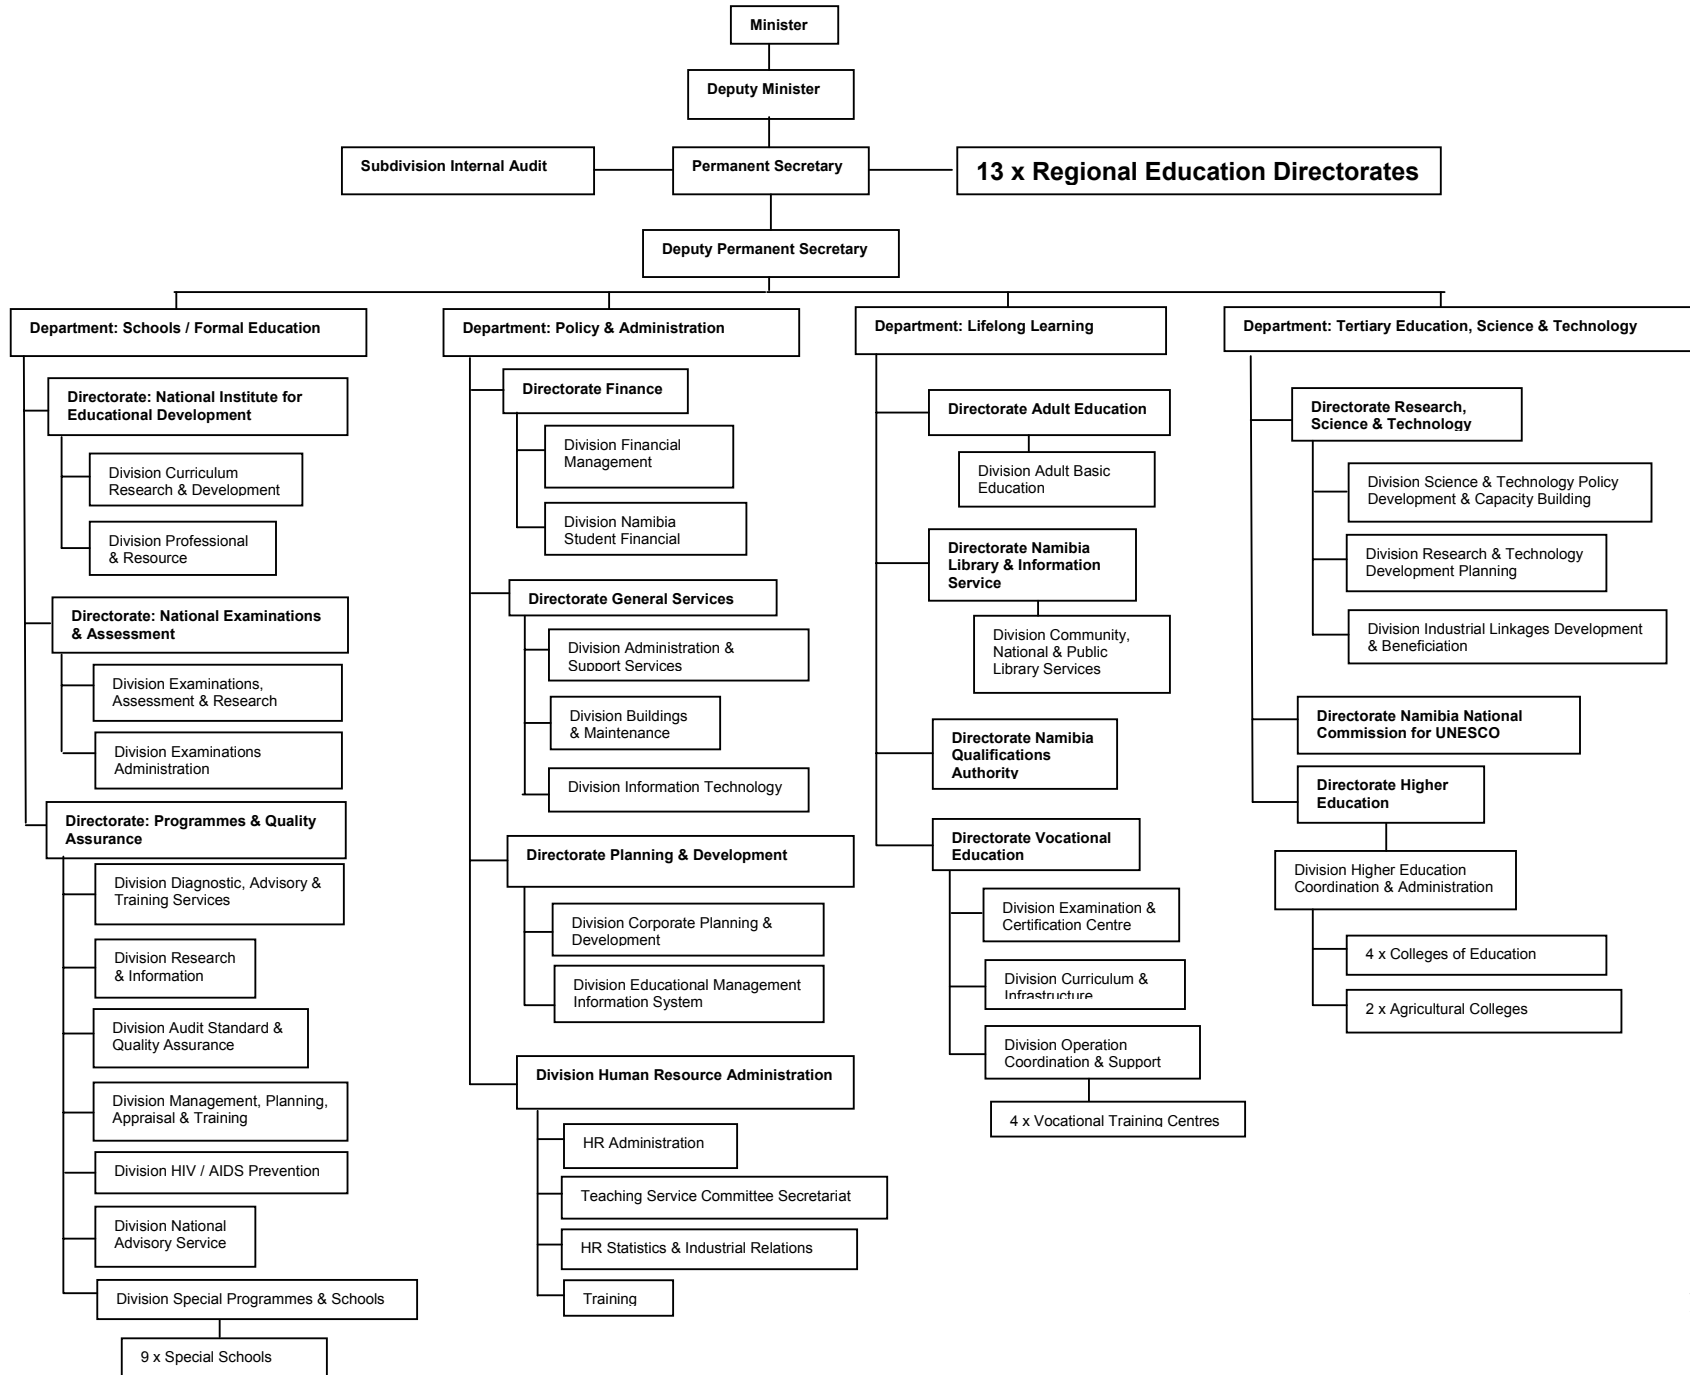 Minister
Deputy Minister
Subdivision Internal Audit
Permanent Secretary
13 x Regional Education Directorates
Deputy Permanent Secretary
Department: Schools / Formal Education
Directorate: National Institute for
Educational Development
Division Curriculum
Research & Development
Division Professional
& Resource
Directorate: National Examinations
& Assessment
Division Examinations,
Assessment & Research
Division Examinations
Administration
Directorate: Programmes & Quality
Assurance
Division Diagnostic, Advisory &
Training Services
Division Research
& Information
Division Audit Standard &
Quality Assurance
Division Management, Planning,
Appraisal & Training
Division HIV / AIDS Prevention
Division National
Advisory Service
Division Special Programmes & Schools
9 x Special Schools
Department: Policy & Administration
Directorate Finance
Division Financial
Management
Division Namibia
Student Financial
Directorate General Services
Division Administration &
Support Services
Division Buildings
& Maintenance
Division Information Technology
Directorate Planning & Development
Division Corporate Planning &
Development
Division Educational Management
Information System
Division Human Resource Administration
HR Administration
Teaching Service Committee Secretariat
HR Statistics & Industrial Relations
Training
Department: Lifelong Learning
Directorate Adult Education
Division Adult Basic
Education
Directorate Namibia
Library & Information
Service
Division Community,
National & Public
Library Services
Directorate Namibia
Qualifications
Authority
Directorate Vocational
Education
Division Examination &
Certification Centre
Division Curriculum &
Infrastructure
Division Operation
Coordination & Support
4 x Vocational Training Centres
Department: Tertiary Education, Science & Technology
Directorate Research,
Science & Technology
Division Science & Technology Policy
Development & Capacity Building
Division Research & Technology
Development Planning
Division Industrial Linkages Development
& Beneficiation
Directorate Namibia National
Commission for UNESCO
Directorate Higher
Education
Division Higher Education
Coordination & Administration
4 x Colleges of Education
2 x Agricultural Colleges